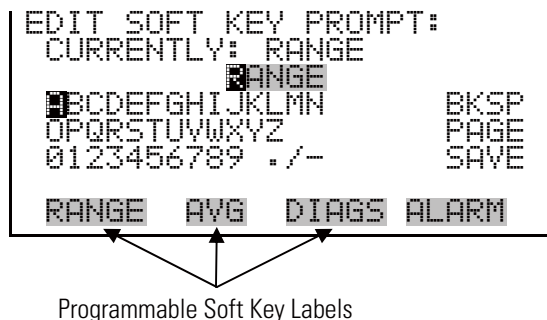 EDIT SOFT KEY PROMPT:
CURRENTLY: RANGE
RANGE
ABCDEFGHIJKLMN BKSP
OPQRSTUVWXYZ PAGE
0123456789 ./- SAVE
RANGE AVG DIAGS ALARM
Programmable Soft Key Labels